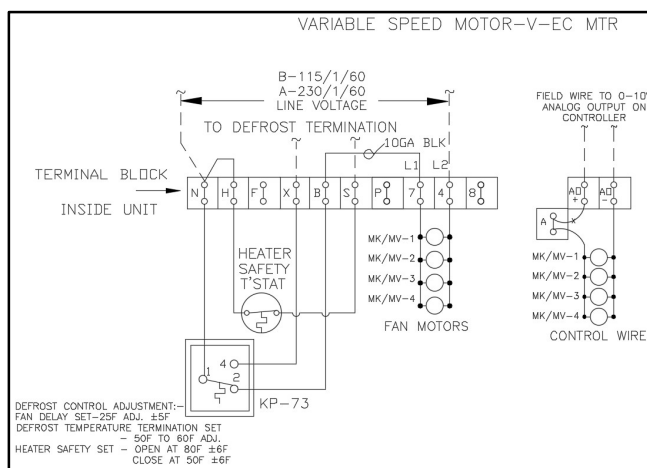 VARIABLE SPEED MOTOR-V-EC MTR
B-115/1/60
A-230/1/60
LINE VOLTAGE
TO DEFROST TERMINATION
10GA BLK
L1 L2
FIELD WIRE TO 0-10V
ANALOG OUTPUT ON
CONTROLLER
TERMINAL BLOCK
INSIDE UNIT
N H F X B S P 7 4 8
AO + AO -
A x
HEATER
SAFETY
T'STAT
MK/MV-1
MK/MV-2
MK/MV-3
MK/MV-4
FAN MOTORS
MK/MV-1
MK/MV-2
MK/MV-3
MK/MV-4
CONTROL WIRE
4
1 2
KP-73
DEFROST CONTROL ADJUSTMENT:-
FAN DELAY SET-25F ADJ. ±5F
DEFROST TEMPERATURE TERMINATION SET
- 50F TO 60F ADJ.
HEATER SAFETY SET - OPEN AT 80F ±6F
CLOSE AT 50F ±6F